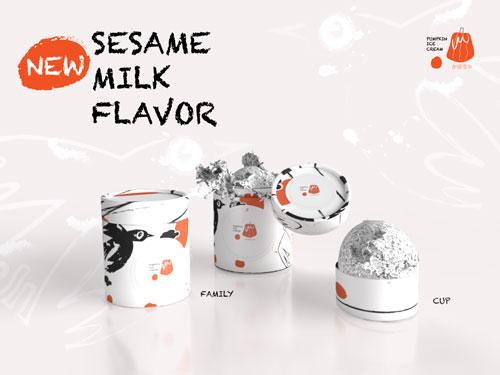 NEW
SESAME
MILK
FLAVOR
PUMPKIN
ICE
CREAM
FAMILY
CUP